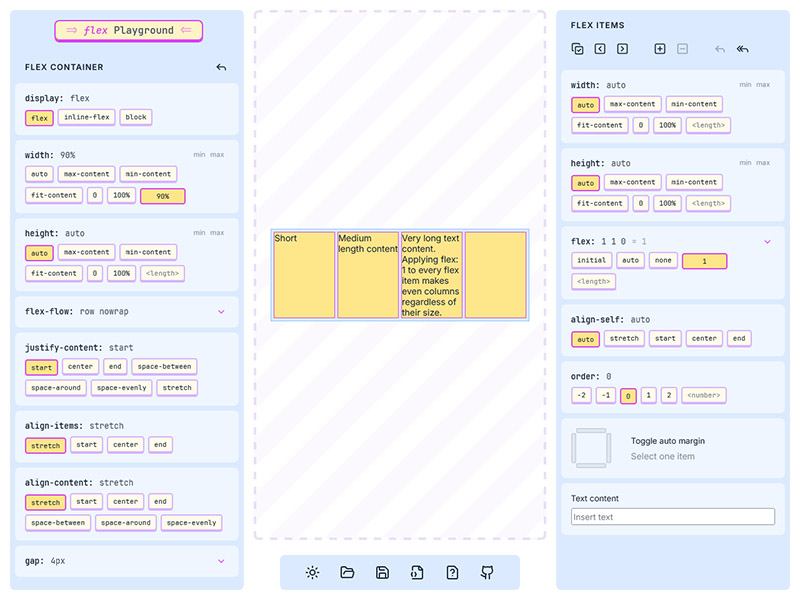 ⇒ flex Playground ⇐
FLEX CONTAINER
display: flex
flex inline-flex block
width: 90% min max
auto max-content min-content
fit-content 0 100% 90%
height: auto min max
auto max-content min-content
fit-content 0 100% <length>
flex-flow: row nowrap
justify-content: start
start center end space-between
space-around space-evenly stretch
align-items: stretch
stretch start center end
align-content: stretch
stretch start center end
space-between space-around space-evenly
gap: 4px
Short
Medium
length content
Very long text
content.
Applying flex:
1 to every flex
item makes
even columns
regardless of
their size.
FLEX ITEMS
width: auto min max
auto max-content min-content
fit-content 0 100% <length>
height: auto min max
auto max-content min-content
fit-content 0 100% <length>
flex: 1 1 0 = 1
initial auto none 1
<length>
align-self: auto
auto stretch start center end
order: 0
-2 -1 0 1 2 <number>
Toggle auto margin
Select one item
Text content
Insert text